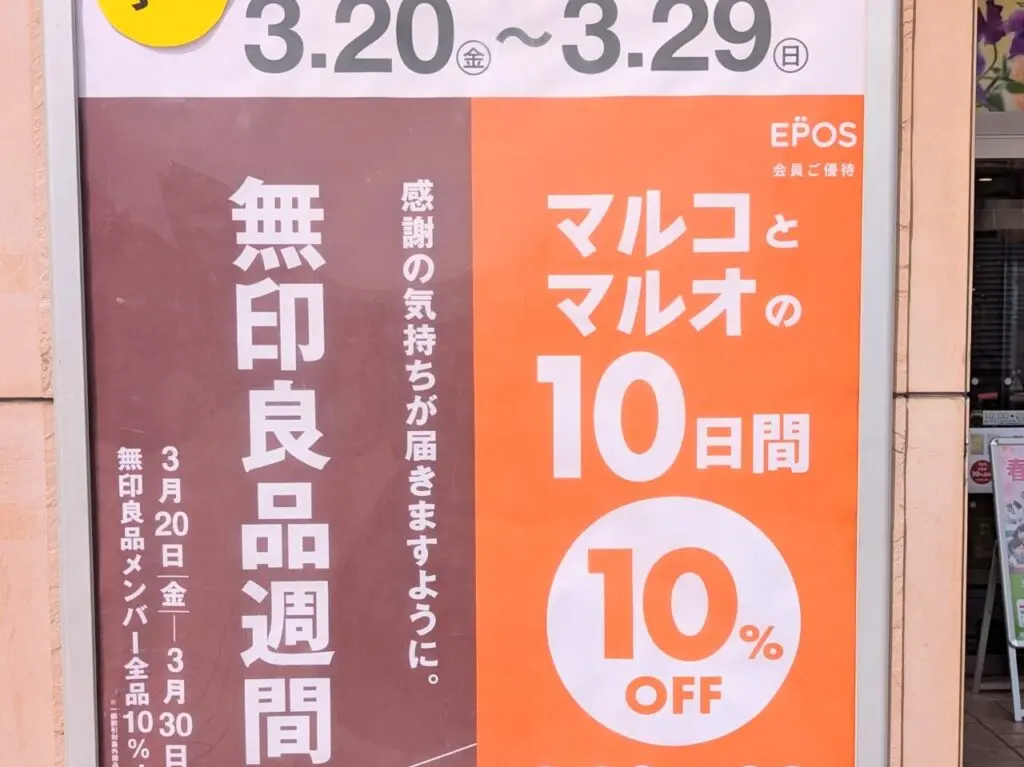 3.20㊎〜3.29㊐
EPOS
会員ご優待
マルコと
マルオの
10日間
10%
OFF
感謝の気持ちが届きますように。
無印良品週間
3月20日(金)―3月30日
無印良品メンバー全品10%